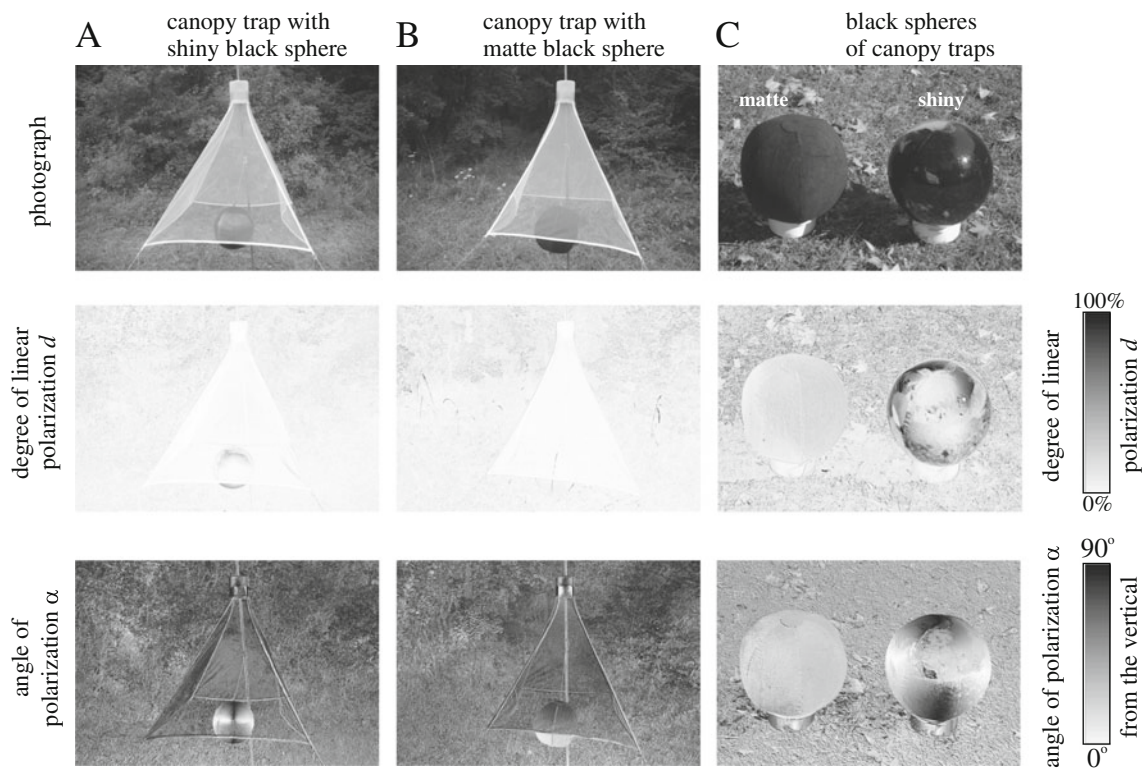 A
canopy trap with
shiny black sphere
B
canopy trap with
matte black sphere
C
black spheres
of canopy traps
photograph
matte
shiny
degree of linear
polarization d
100%
0%
degree of linear
polarization d
angle of
polarization α
90°
0°
angle of polarization α
from the vertical